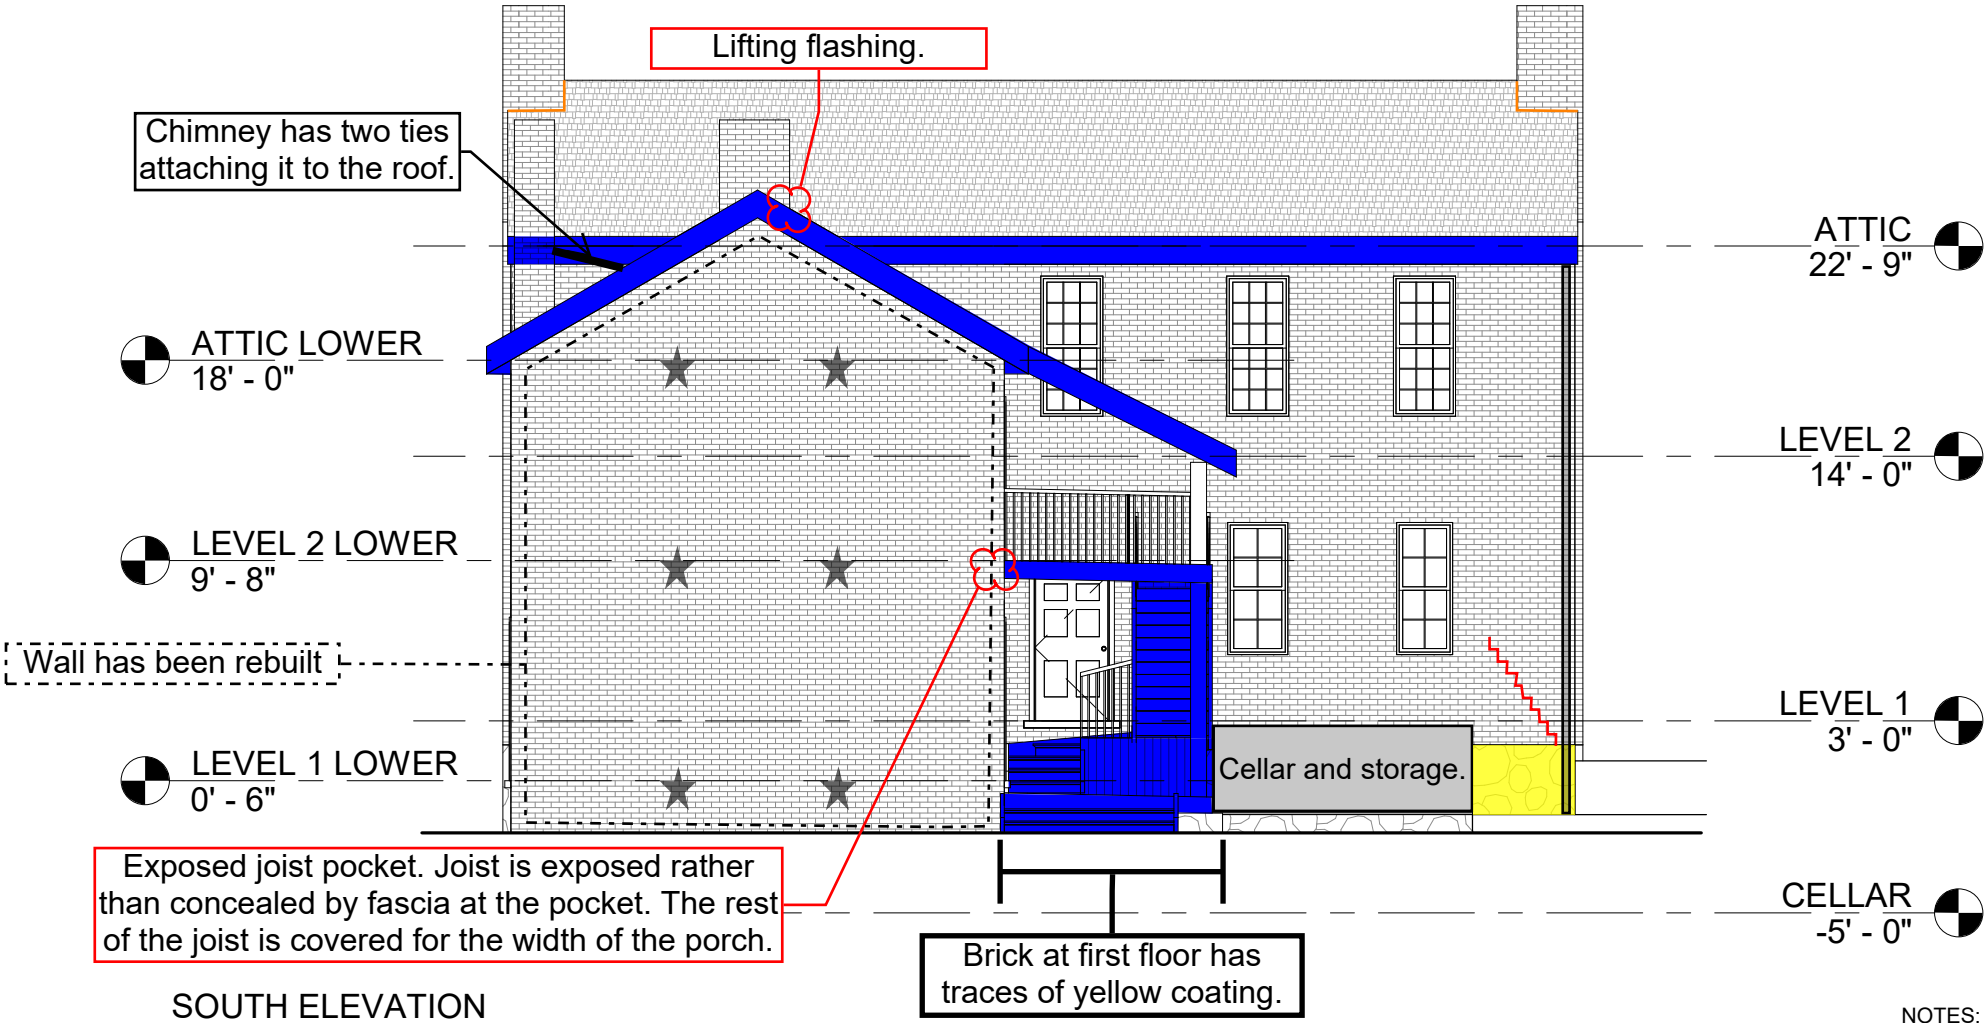 Lifting flashing.
Chimney has two ties
attaching it to the roof.
ATTIC
22' - 9"
ATTIC LOWER
18' - 0"
LEVEL 2
14' - 0"
LEVEL 2 LOWER
9' - 8"
Wall has been rebuilt
LEVEL 1
3' - 0"
LEVEL 1 LOWER
0' - 6"
Cellar and storage.
Exposed joist pocket. Joist is exposed rather
than concealed by fascia at the pocket. The rest
of the joist is covered for the width of the porch.
CELLAR
-5' - 0"
Brick at first floor has
traces of yellow coating.
SOUTH ELEVATION
NOTES: